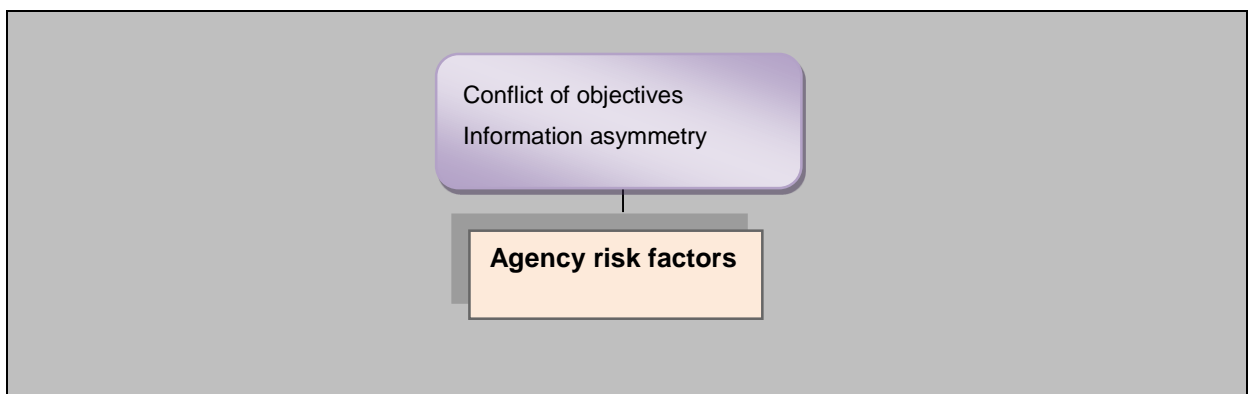 Conflict of objectives
Information asymmetry
Agency risk factors